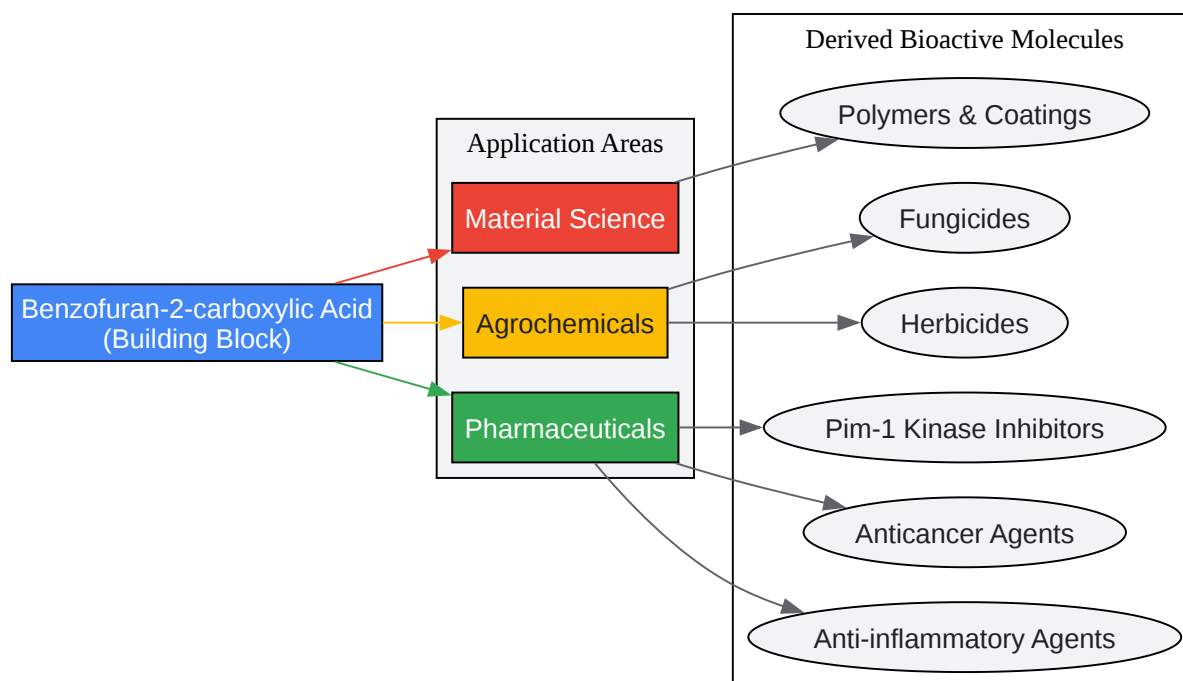 Derived Bioactive Molecules
Polymers & Coatings
Application Areas
Material Science
Fungicides
Benzofuran-2-carboxylic Acid
(Building Block)
Agrochemicals
Herbicides
Pharmaceuticals
Pim-1 Kinase Inhibitors
Anticancer Agents
Anti-inflammatory Agents